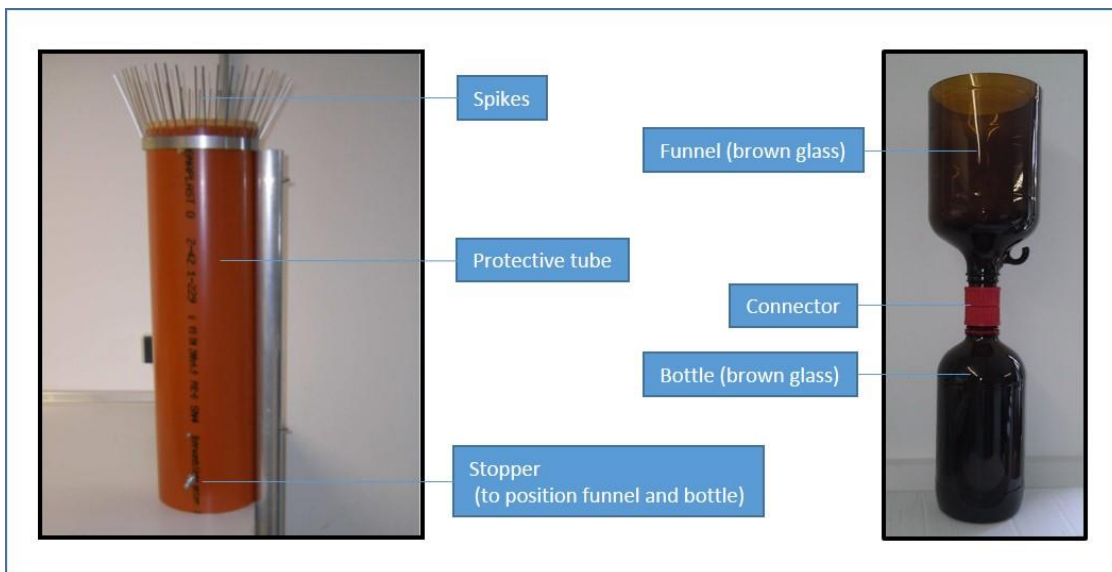 Spikes
Funnel (brown glass)
Protective tube
Connector
Bottle (brown glass)
Stopper
(to position funnel and bottle)